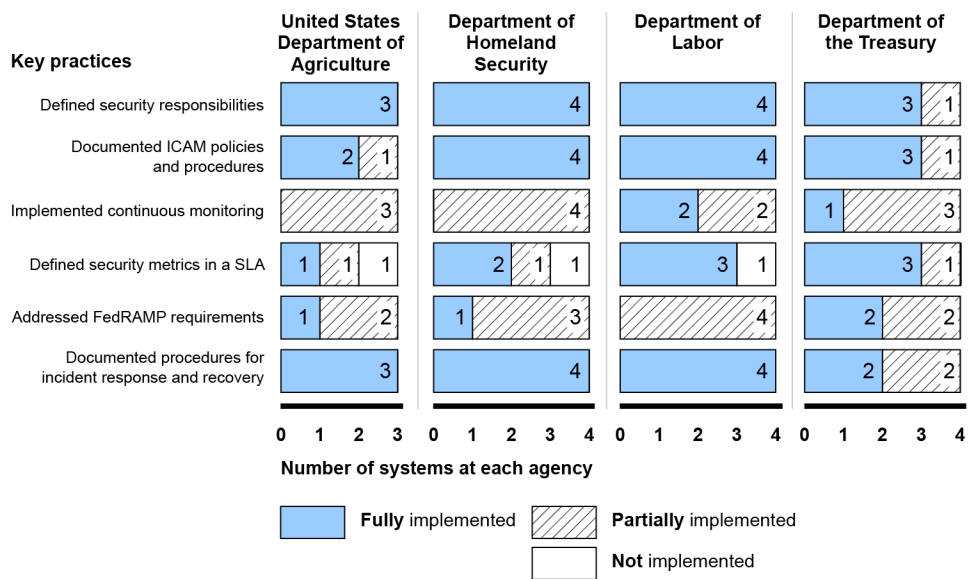 United States
Department of
Agriculture
Department of
Homeland
Security
Department of
Labor
Department of
the Treasury
Key practices
Defined security responsibilities
3
4
4
3 1
Documented ICAM policies
and procedures
2 1
4
4
3 1
Implemented continuous monitoring
3
4
2 2
1 3
Defined security metrics in a SLA
1 1 1
2 1 1
3 1
3 1
Addressed FedRAMP requirements
1 2
1 3
4
2 2
Documented procedures for
incident response and recovery
3
4
4
2 2
0 1 2 3
0 1 2 3 4
0 1 2 3 4
0 1 2 3 4
Number of systems at each agency
Fully implemented
Partially implemented
Not implemented